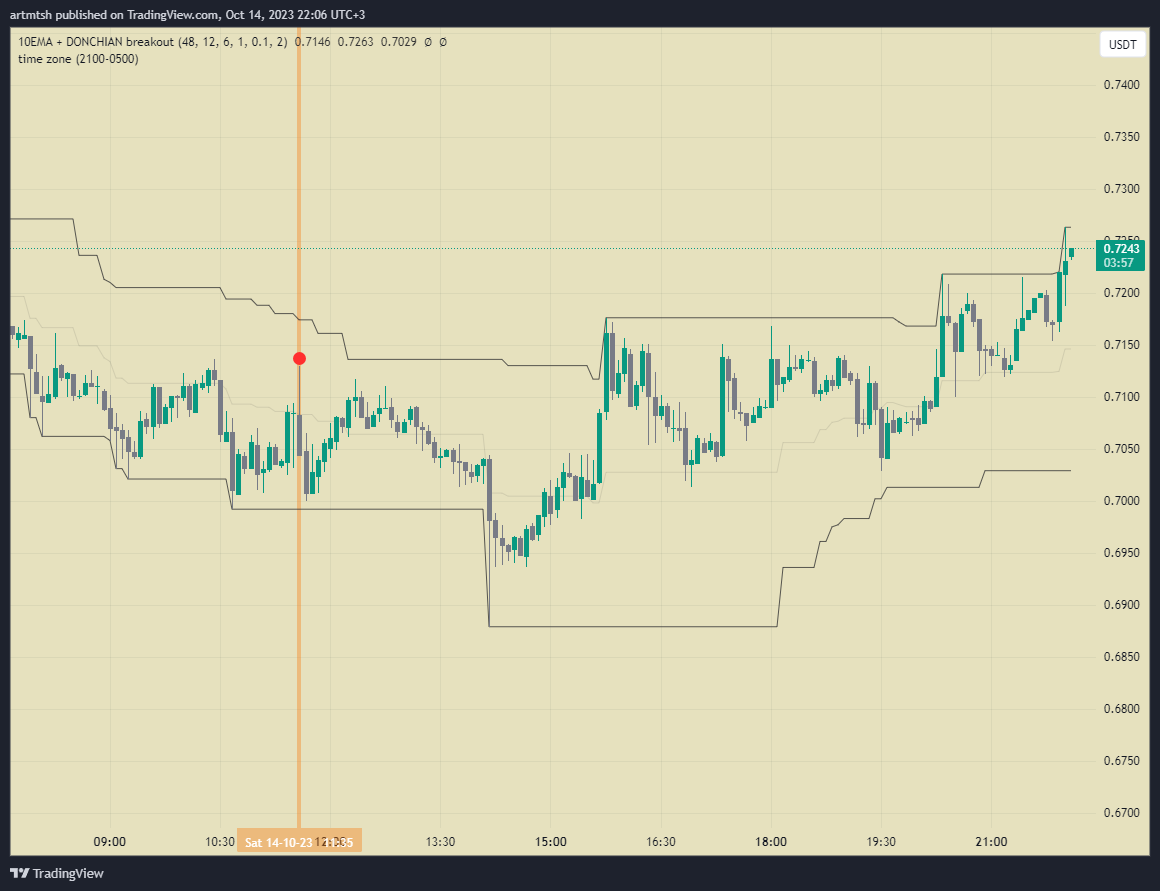 artmtsh published on TradingView.com, Oct 14, 2023 22:06 UTC+3
10EMA + DONCHIAN breakout (48, 12, 6, 1, 0.1, 2) 0.7146 0.7263 0.7029 Ø Ø
time zone (2100-0500)
USDT
0.7400
0.7350
0.7300
0.7250
0.7243
03:57
0.7200
0.7150
0.7100
0.7050
0.7000
0.6950
0.6900
0.6850
0.6800
0.6750
0.6700
09:00 10:30 Sat 14-10-23 13:30 15:00 16:30 18:00 19:30 21:00
TradingView